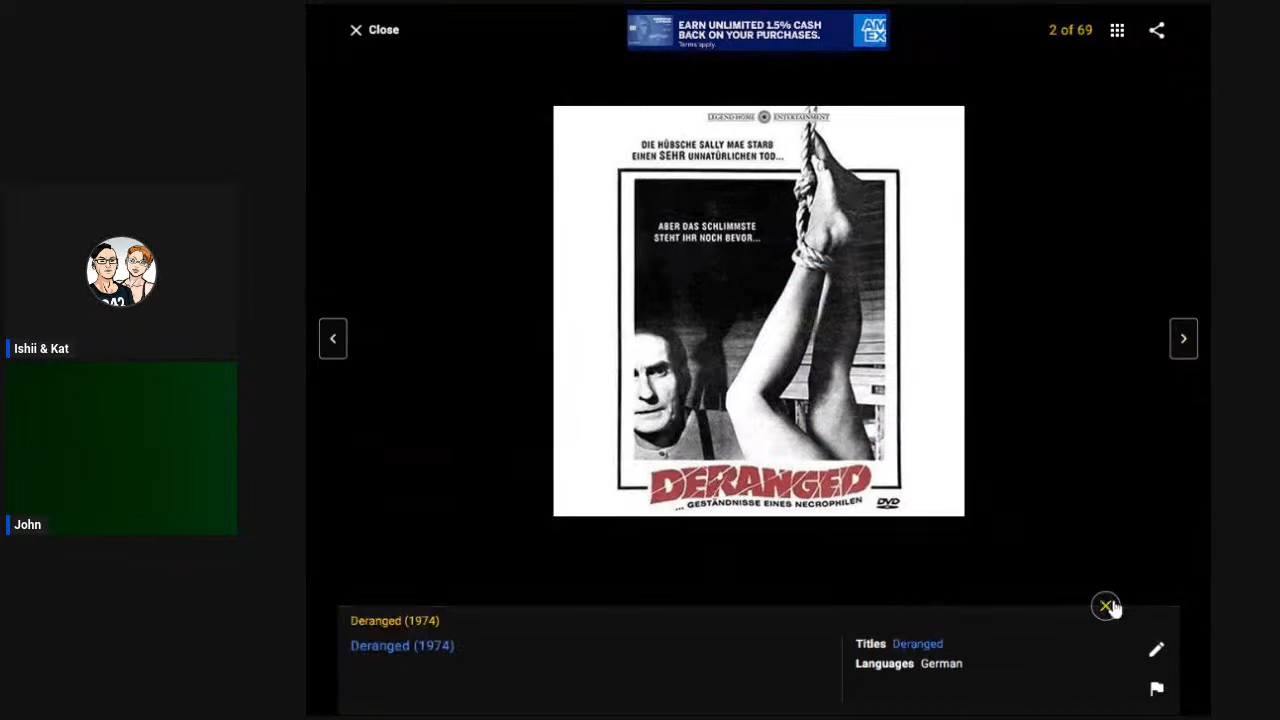 Close
EARN UNLIMITED 1.5% CASH
BACK ON YOUR PURCHASES.
Terms apply.
AM
EX
2 of 69
LEGEND HOME ENTERTAINMENT
DIE HÜBSCHE SALLY MAE STARB
EINEN SEHR UNNATÜRLICHEN TOD...
ABER DAS SCHLIMMSTE
STEHT IHR NOCH BEVOR...
DERANGED
... GESTÄNDNISSE EINES NECROPHILEN
DVD
Ishii & Kat
John
Deranged (1974)
Deranged (1974)
Titles Deranged
Languages German